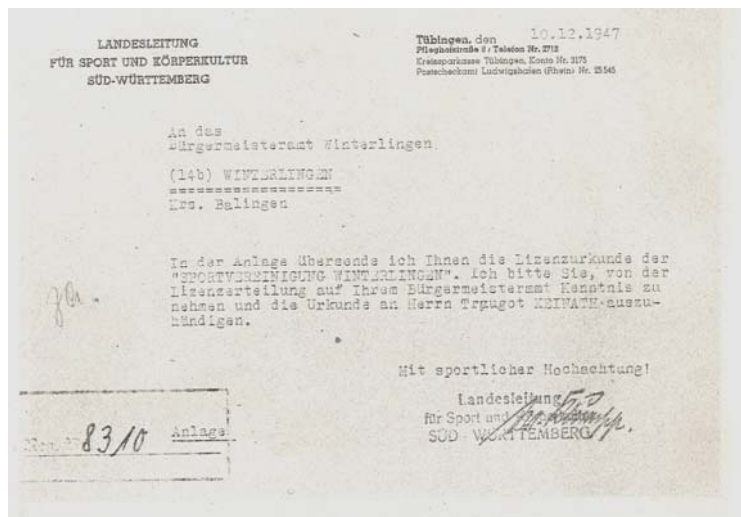 LANDESLEITUNG
FÜR SPORT UND KÖRPERKULTUR
SÜD-WÜRTTEMBERG
Tübingen, den 10.12.1947
Pfleghofstraße 8 / Telefon Nr. 2712
Kreissparkasse Tübingen, Konto Nr. 3175
Postscheckamt Ludwigshafen (Rhein) Nr. 25545
An das
Bürgermeisteramt Winterlingen
(14b) WINTERLINGEN
===================
Krs. Balingen
In der Anlage übersende ich Ihnen die Lizenzurkunde der
"SPORTVEREINIGUNG WINTERLINGEN". Ich bitte Sie, von der
Lizenzerteilung auf Ihrem Bürgermeisteramt Kenntnis zu
nehmen und die Urkunde an Herrn Traugot KEINATH auszu-
händigen.
Mit sportlicher Hochachtung!
Landesleitung
für Sport und
SÜD-WÜRTTEMBERG
8310
Anlage